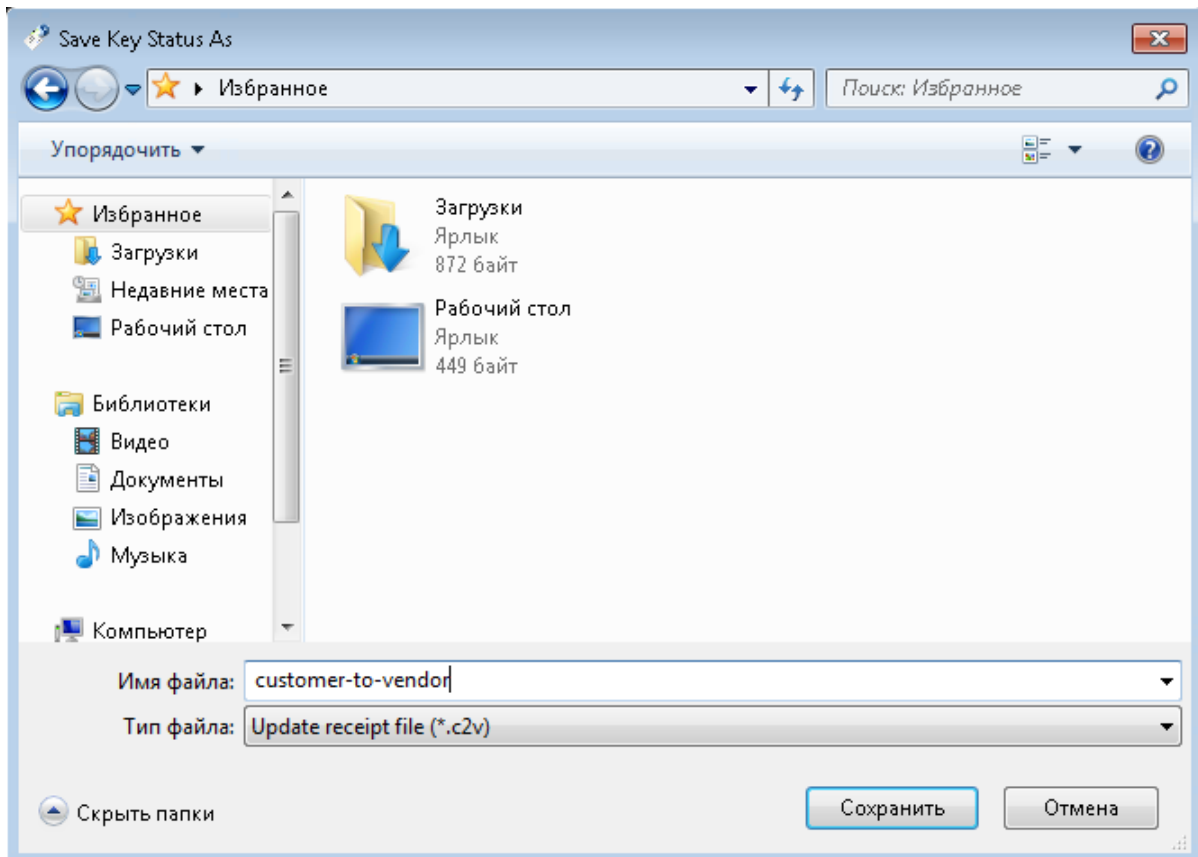 Save Key Status As
Избранное
Поиск: Избранное
Упорядочить
Избранное
Загрузки
Недавние места
Рабочий стол
Библиотеки
Видео
Документы
Изображения
Музыка
Компьютер
Загрузки
Ярлык
872 байт
Рабочий стол
Ярлык
449 байт
Имя файла: customer-to-vendor
Тип файла: Update receipt file (*.c2v)
Скрыть папки
Сохранить
Отмена